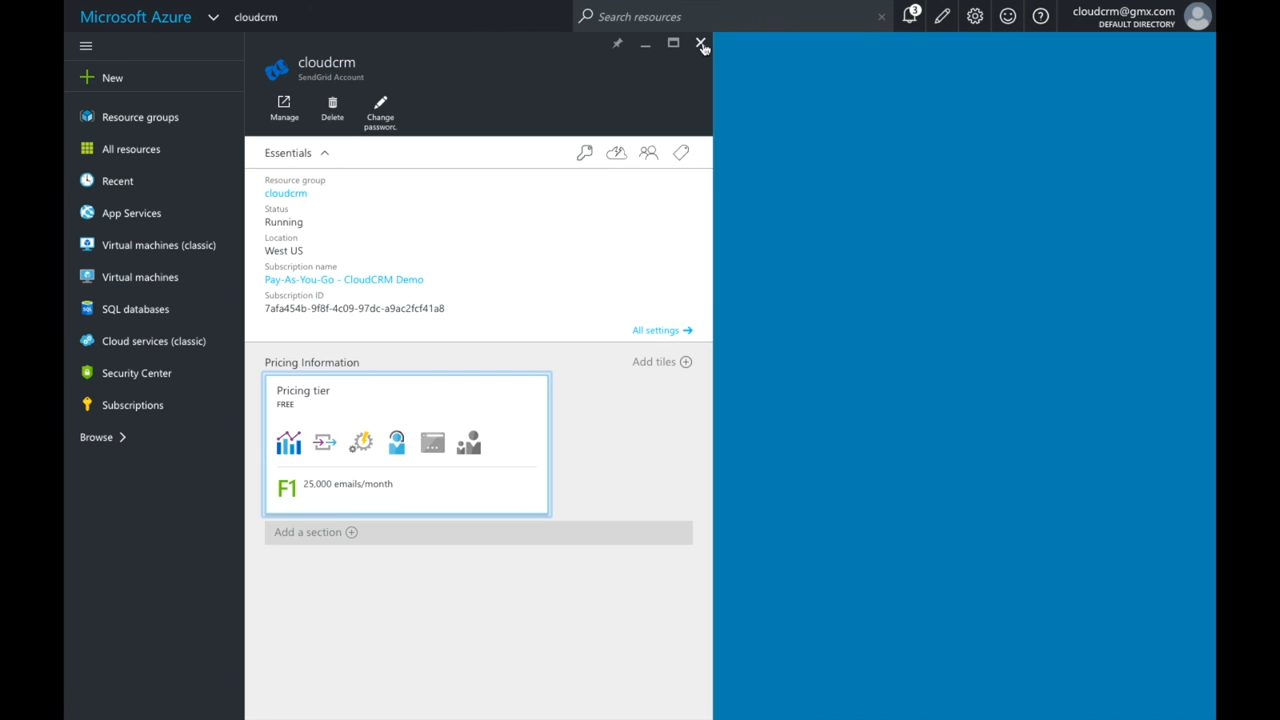 Microsoft Azure
cloudcrm
Search resources
3
cloudcrm@gmx.com
DEFAULT DIRECTORY
New
Resource groups
All resources
Recent
App Services
Virtual machines (classic)
Virtual machines
SQL databases
Cloud services (classic)
Security Center
Subscriptions
Browse
cloudcrm
SendGrid Account
Manage
Delete
Change
passworc
Essentials
Resource group
cloudcrm
Status
Running
Location
West US
Subscription name
Pay-As-You-Go - CloudCRM Demo
Subscription ID
7afa454b-9f8f-4c09-97dc-a9ac2fcf41a8
All settings
Pricing Information
Add tiles
Pricing tier
FREE
F1 25,000 emails/month
Add a section